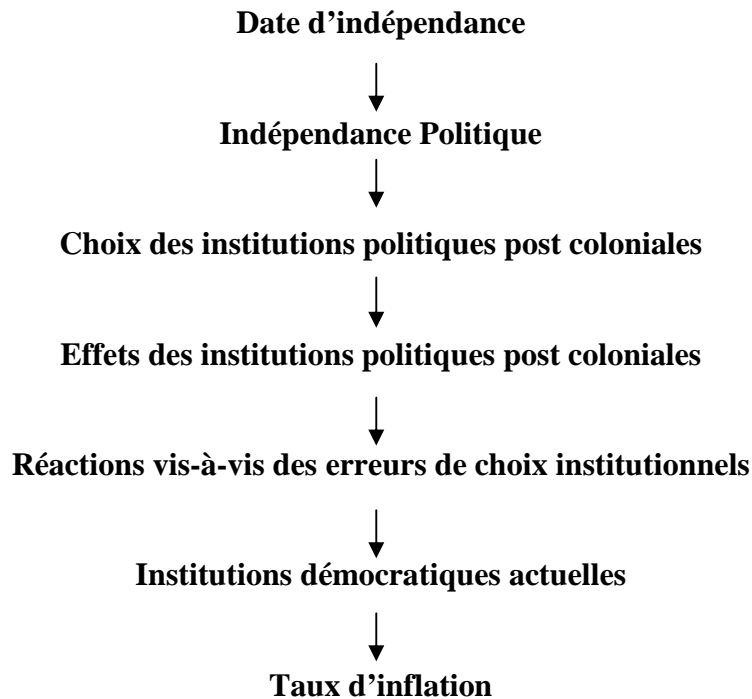 Date d’indépendance
Indépendance Politique
Choix des institutions politiques post coloniales
Effets des institutions politiques post coloniales
Réactions vis-à-vis des erreurs de choix institutionnels
Institutions démocratiques actuelles
Taux d’inflation